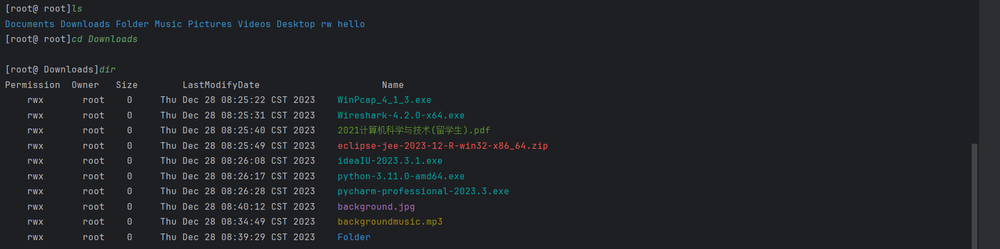 [root@ root]ls
Documents Downloads Folder Music Pictures Videos Desktop rw hello
[root@ root]cd Downloads
[root@ Downloads]dir
Permission  Owner   Size        LastModifyDate                      Name
    rwx       root    0     Thu Dec 28 08:25:22 CST 2023    WinPcap_4_1_3.exe
    rwx       root    0     Thu Dec 28 08:25:31 CST 2023    Wireshark-4.2.0-x64.exe
    rwx       root    0     Thu Dec 28 08:25:40 CST 2023    2021计算机科学与技术(留学生).pdf
    rwx       root    0     Thu Dec 28 08:25:49 CST 2023    eclipse-jee-2023-12-R-win32-x86_64.zip
    rwx       root    0     Thu Dec 28 08:26:08 CST 2023    ideaIU-2023.3.1.exe
    rwx       root    0     Thu Dec 28 08:26:17 CST 2023    python-3.11.0-amd64.exe
    rwx       root    0     Thu Dec 28 08:26:28 CST 2023    pycharm-professional-2023.3.exe
    rwx       root    0     Thu Dec 28 08:40:12 CST 2023    background.jpg
    rwx       root    0     Thu Dec 28 08:34:49 CST 2023    backgroundmusic.mp3
    rwx       root    0     Thu Dec 28 08:39:29 CST 2023    Folder